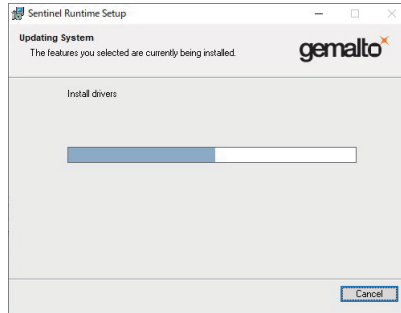 Sentinel Runtime Setup
Updating System
The features you selected are currently being installed.
gemalto
Install drivers
Cancel